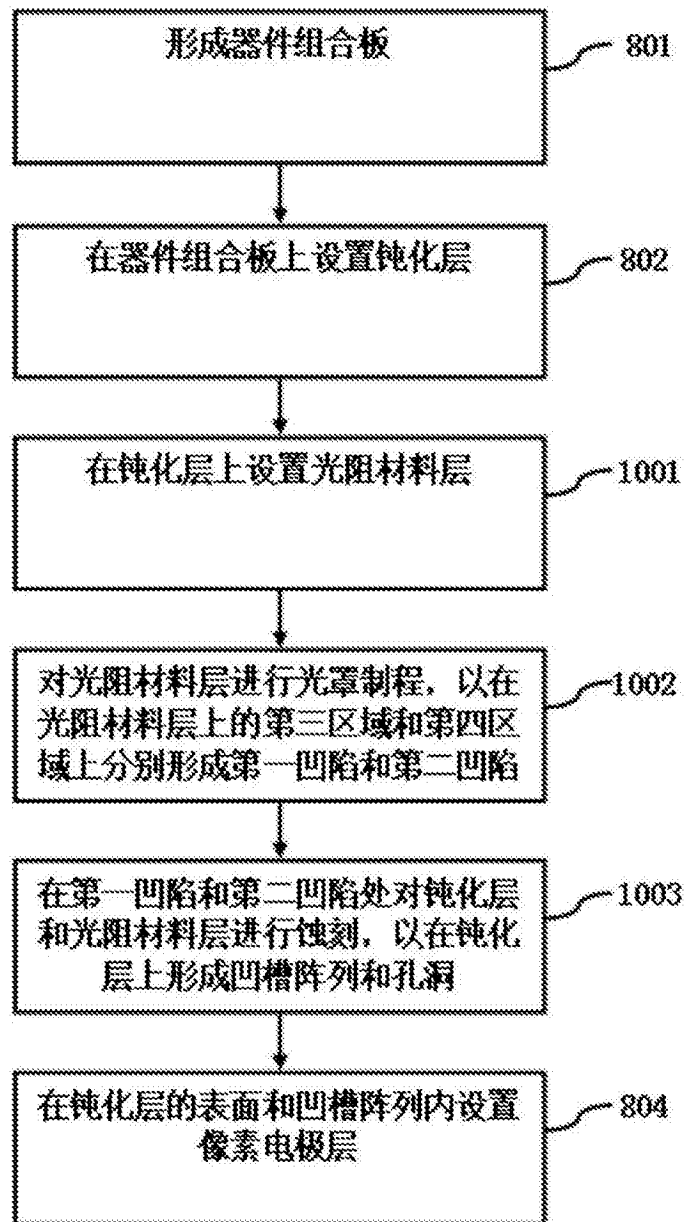 形成器件组合板
801
在器件组合板上设置钝化层
802
在钝化层上设置光阻材料层
1001
对光阻材料层进行光罩制程，以在
光阻材料层上的第三区域和第四区
域上分别形成第一凹陷和第二凹陷
1002
在第一凹陷和第二凹陷处对钝化层
和光阻材料层进行蚀刻，以在钝化
层上形成凹槽阵列和孔洞
1003
在钝化层的表面和凹槽阵列内设置
像素电极层
804